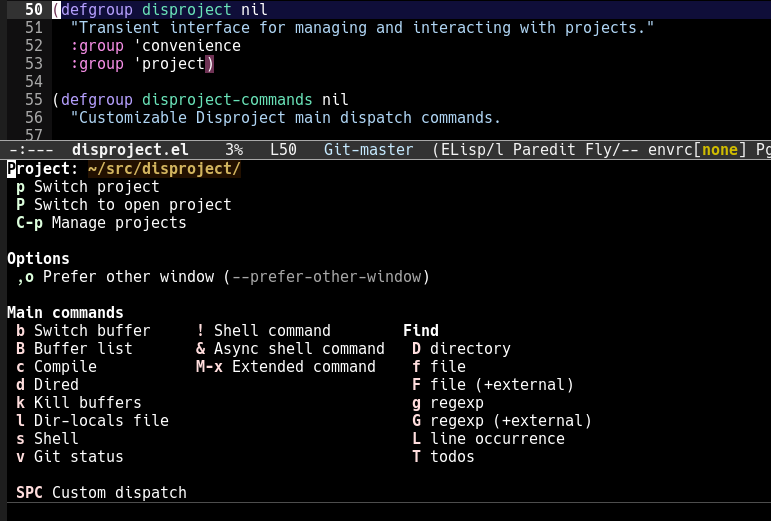 50 (defgroup disproject nil
51   "Transient interface for managing and interacting with projects."
52   :group 'convenience
53   :group 'project)
54
55 (defgroup disproject-commands nil
56   "Customizable Disproject main dispatch commands.
57
-:---  disproject.el    3%   L50   Git-master  (ELisp/l Paredit Fly/-- envrc[none] Pg
Project: ~/src/disproject/
 p Switch project
 P Switch to open project
 C-p Manage projects

Options
 ,o Prefer other window (--prefer-other-window)

Main commands
 b Switch buffer     ! Shell command        Find
 B Buffer list       & Async shell command   D directory
 c Compile           M-x Extended command    f file
 d Dired                                     F file (+external)
 k Kill buffers                              g regexp
 l Dir-locals file                           G regexp (+external)
 s Shell                                     L line occurrence
 v Git status                                T todos

 SPC Custom dispatch